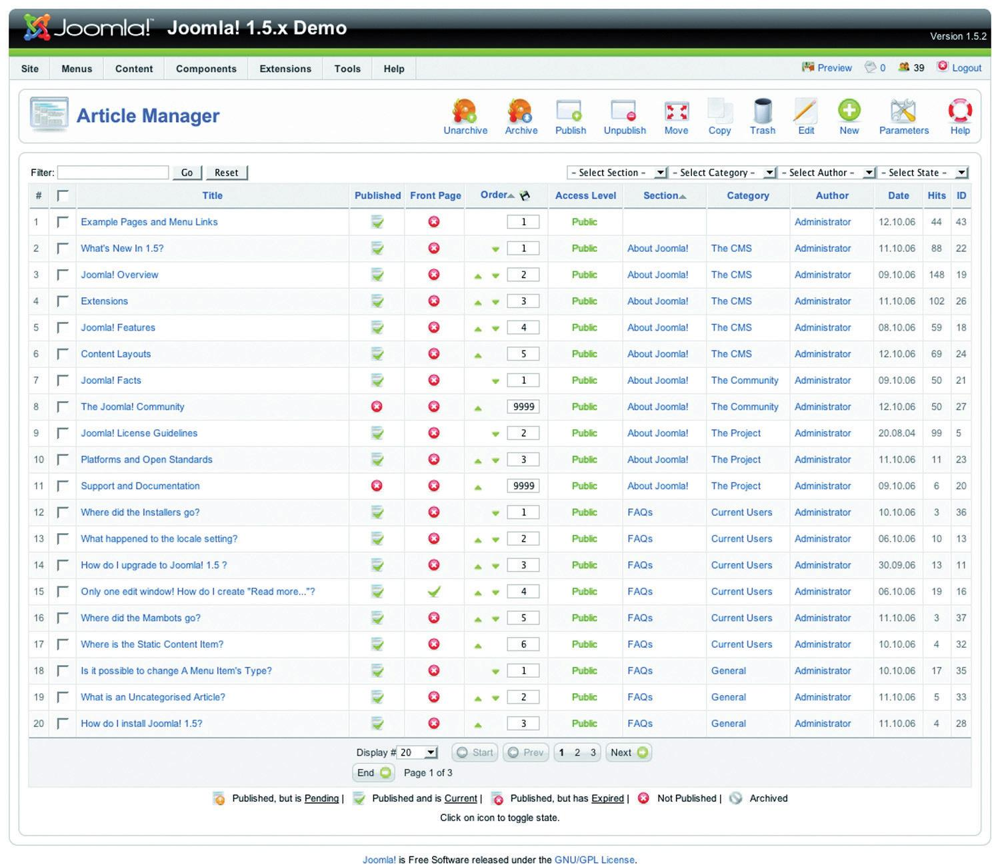 Joomla!™ Joomla! 1.5.x Demo
Version 1.5.2
Site Menus Content Components Extensions Tools Help Preview 0 39 Logout
Article Manager
Unarchive Archive Publish Unpublish Move Copy Trash Edit New Parameters Help
Filter: Go Reset - Select Section - - Select Category - - Select Author - - Select State -
# Title Published Front Page Order Access Level Section Category Author Date Hits ID
1 Example Pages and Menu Links 1 Public Administrator 12.10.06 44 43
2 What's New In 1.5? 1 Public About Joomla! The CMS Administrator 11.10.06 88 22
3 Joomla! Overview 2 Public About Joomla! The CMS Administrator 09.10.06 148 19
4 Extensions 3 Public About Joomla! The CMS Administrator 11.10.06 102 26
5 Joomla! Features 4 Public About Joomla! The CMS Administrator 08.10.06 59 18
6 Content Layouts 5 Public About Joomla! The CMS Administrator 12.10.06 69 24
7 Joomla! Facts 1 Public About Joomla! The Community Administrator 09.10.06 50 21
8 The Joomla! Community 9999 Public About Joomla! The Community Administrator 12.10.06 50 27
9 Joomla! License Guidelines 2 Public About Joomla! The Project Administrator 20.08.04 99 5
10 Platforms and Open Standards 3 Public About Joomla! The Project Administrator 11.10.06 11 23
11 Support and Documentation 9999 Public About Joomla! The Project Administrator 09.10.06 6 20
12 Where did the Installers go? 1 Public FAQs Current Users Administrator 10.10.06 3 36
13 What happened to the locale setting? 2 Public FAQs Current Users Administrator 06.10.06 10 13
14 How do I upgrade to Joomla! 1.5 ? 3 Public FAQs Current Users Administrator 30.09.06 13 11
15 Only one edit window! How do I create "Read more..."? 4 Public FAQs Current Users Administrator 06.10.06 19 16
16 Where did the Mambots go? 5 Public FAQs Current Users Administrator 11.10.06 3 37
17 Where is the Static Content Item? 6 Public FAQs Current Users Administrator 10.10.06 4 32
18 Is it possible to change A Menu Item's Type? 1 Public FAQs General Administrator 10.10.06 17 35
19 What is an Uncategorised Article? 2 Public FAQs General Administrator 11.10.06 5 33
20 How do I install Joomla! 1.5? 3 Public FAQs General Administrator 11.10.06 4 28
Display # 20 Start Prev 1 2 3 Next
End Page 1 of 3
Published, but is Pending | Published and is Current | Published, but has Expired | Not Published | Archived
Click on icon to toggle state.
Joomla! is Free Software released under the GNU/GPL License.